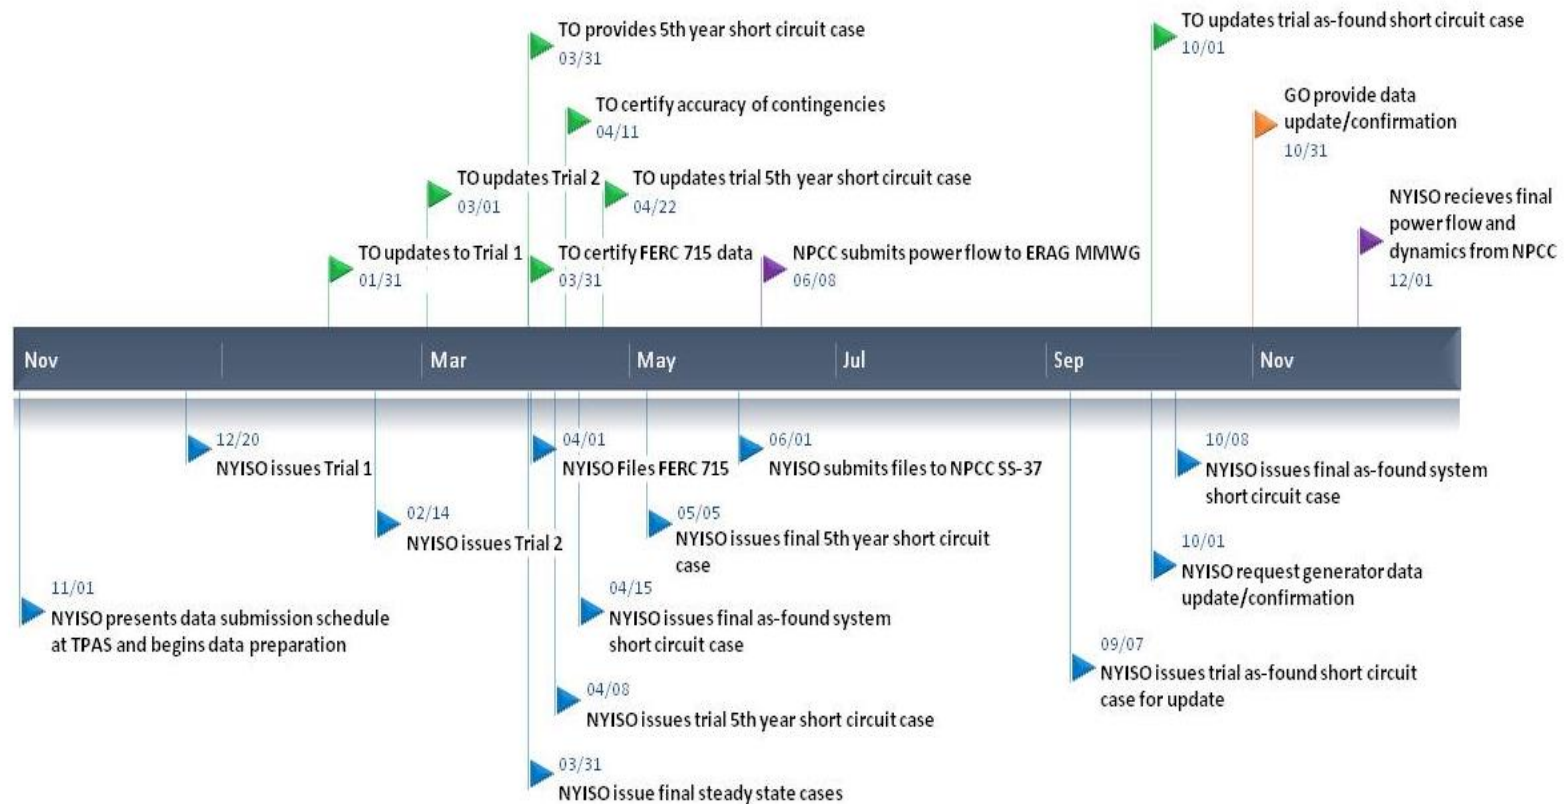 TO provides 5th year short circuit case
03/31
TO updates trial as-found short circuit case
10/01
TO certify accuracy of contingencies
04/11
GO provide data
update/confirmation
10/31
TO updates Trial 2
03/01
TO updates trial 5th year short circuit case
04/22
NYISO recieves final
power flow and
dynamics from NPCC
12/01
TO updates to Trial 1
01/31
TO certify FERC 715 data
03/31
NPCC submits power flow to ERAG MMWG
06/08
Nov
Mar
May
Jul
Sep
Nov
12/20
NYISO issues Trial 1
04/01
NYISO Files FERC 715
06/01
NYISO submits files to NPCC SS-37
10/08
NYISO issues final as-found system
short circuit case
02/14
NYISO issues Trial 2
05/05
NYISO issues final 5th year short circuit
case
10/01
NYISO request generator data
update/confirmation
11/01
NYISO presents data submission schedule
at TPAS and begins data preparation
04/15
NYISO issues final as-found system
short circuit case
09/07
NYISO issues trial as-found short circuit
case for update
04/08
NYISO issues trial 5th year short circuit case
03/31
NYISO issue final steady state cases